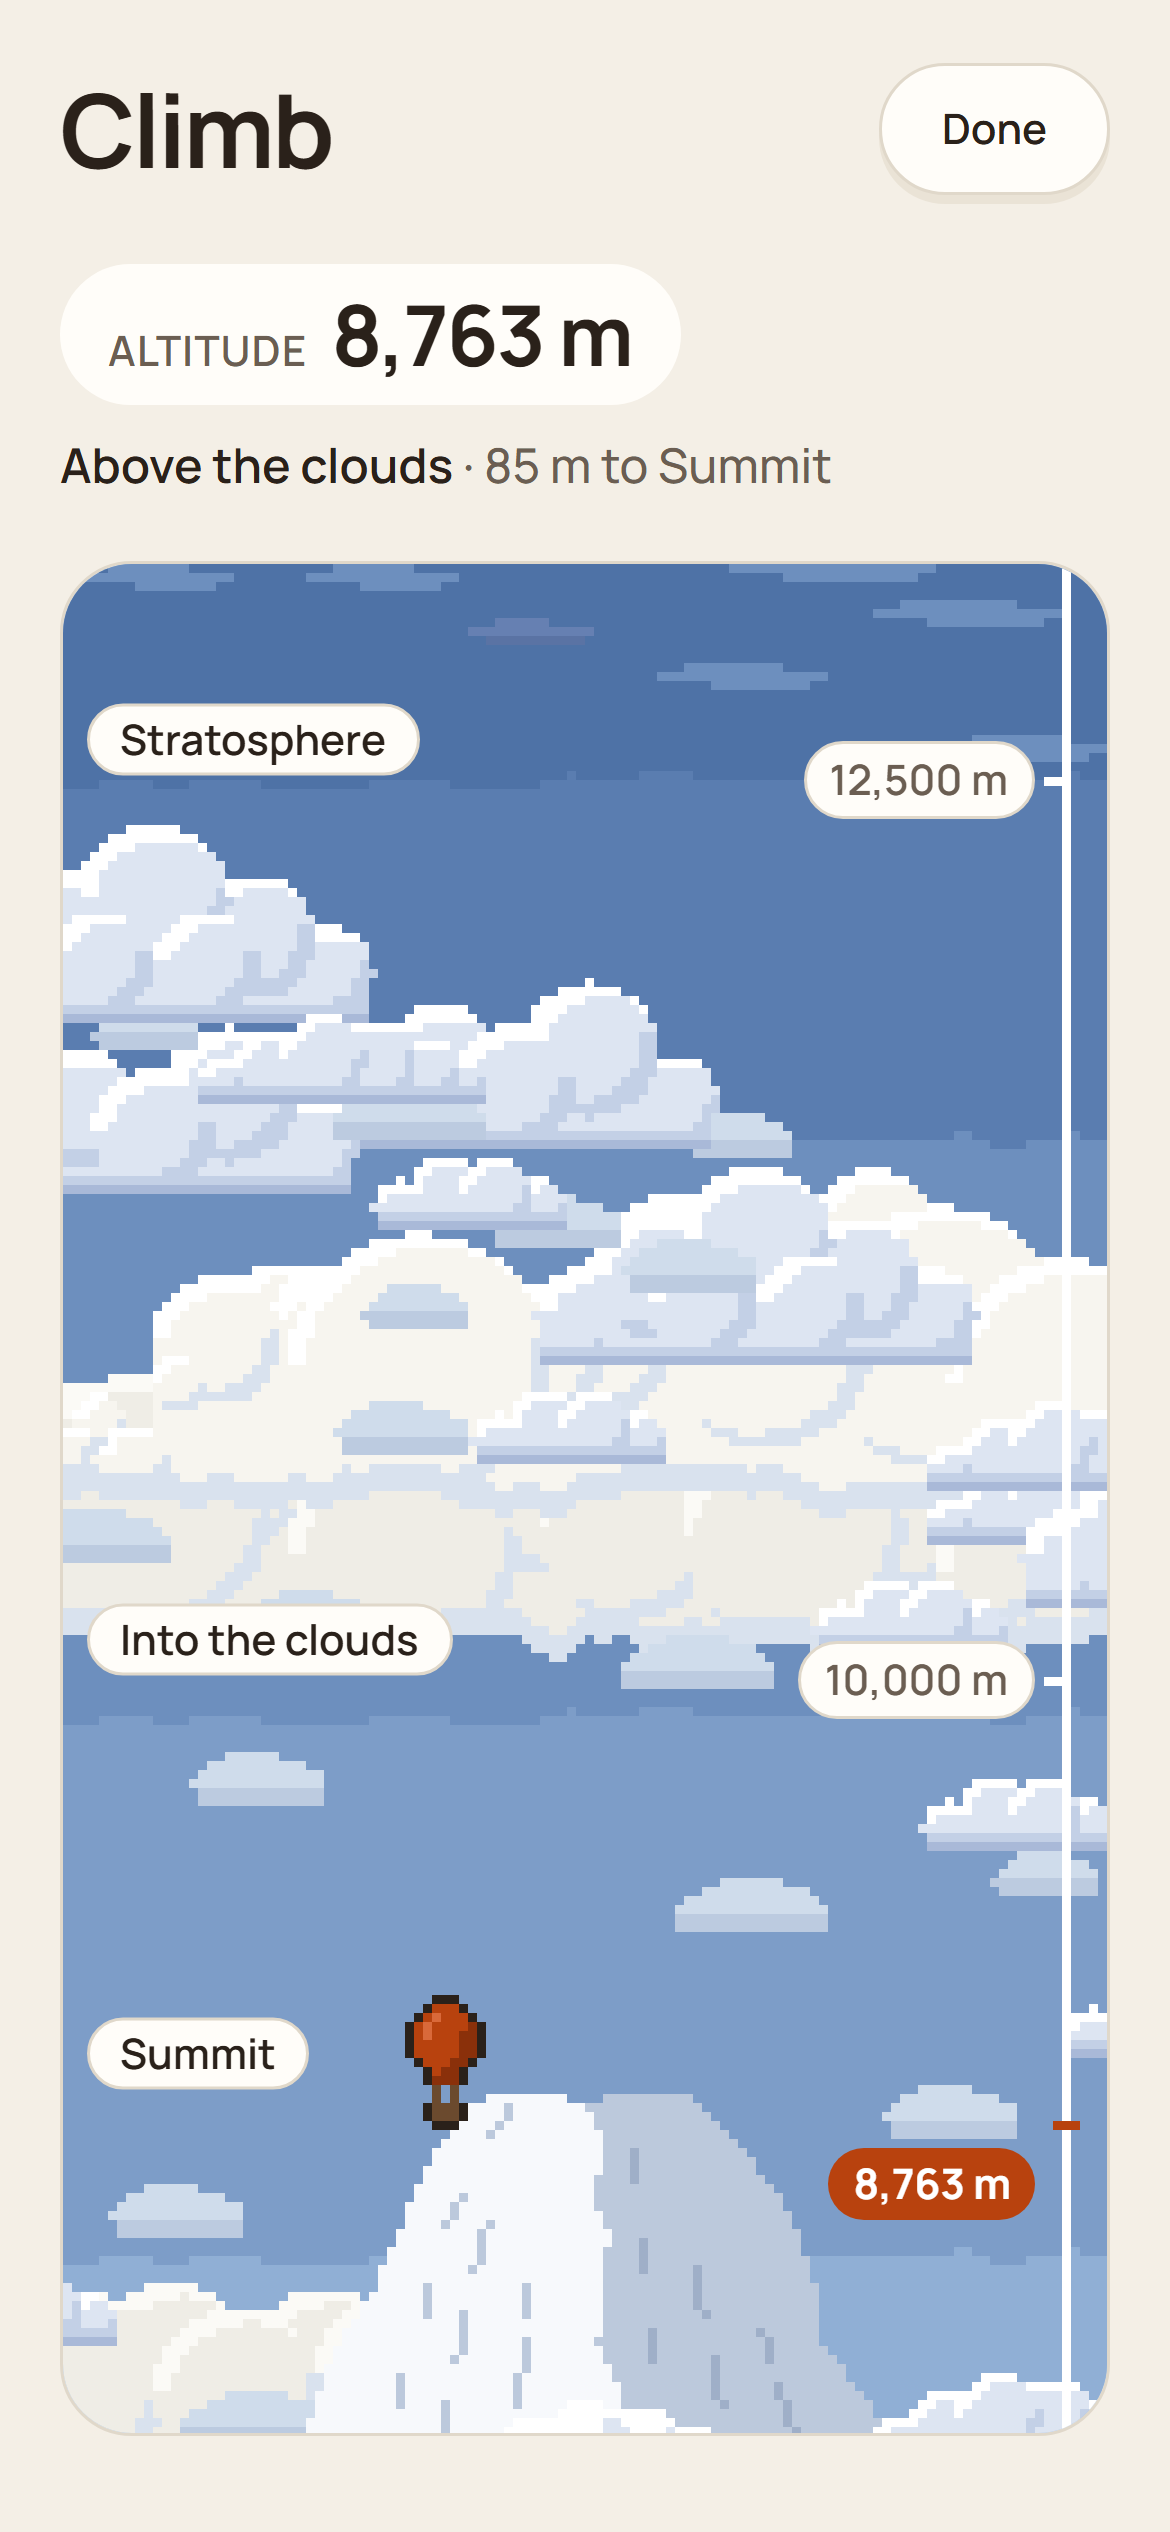 Climb
Done
ALTITUDE 8,763 m
Above the clouds · 85 m to Summit
Stratosphere
12,500 m
Into the clouds
10,000 m
Summit
8,763 m